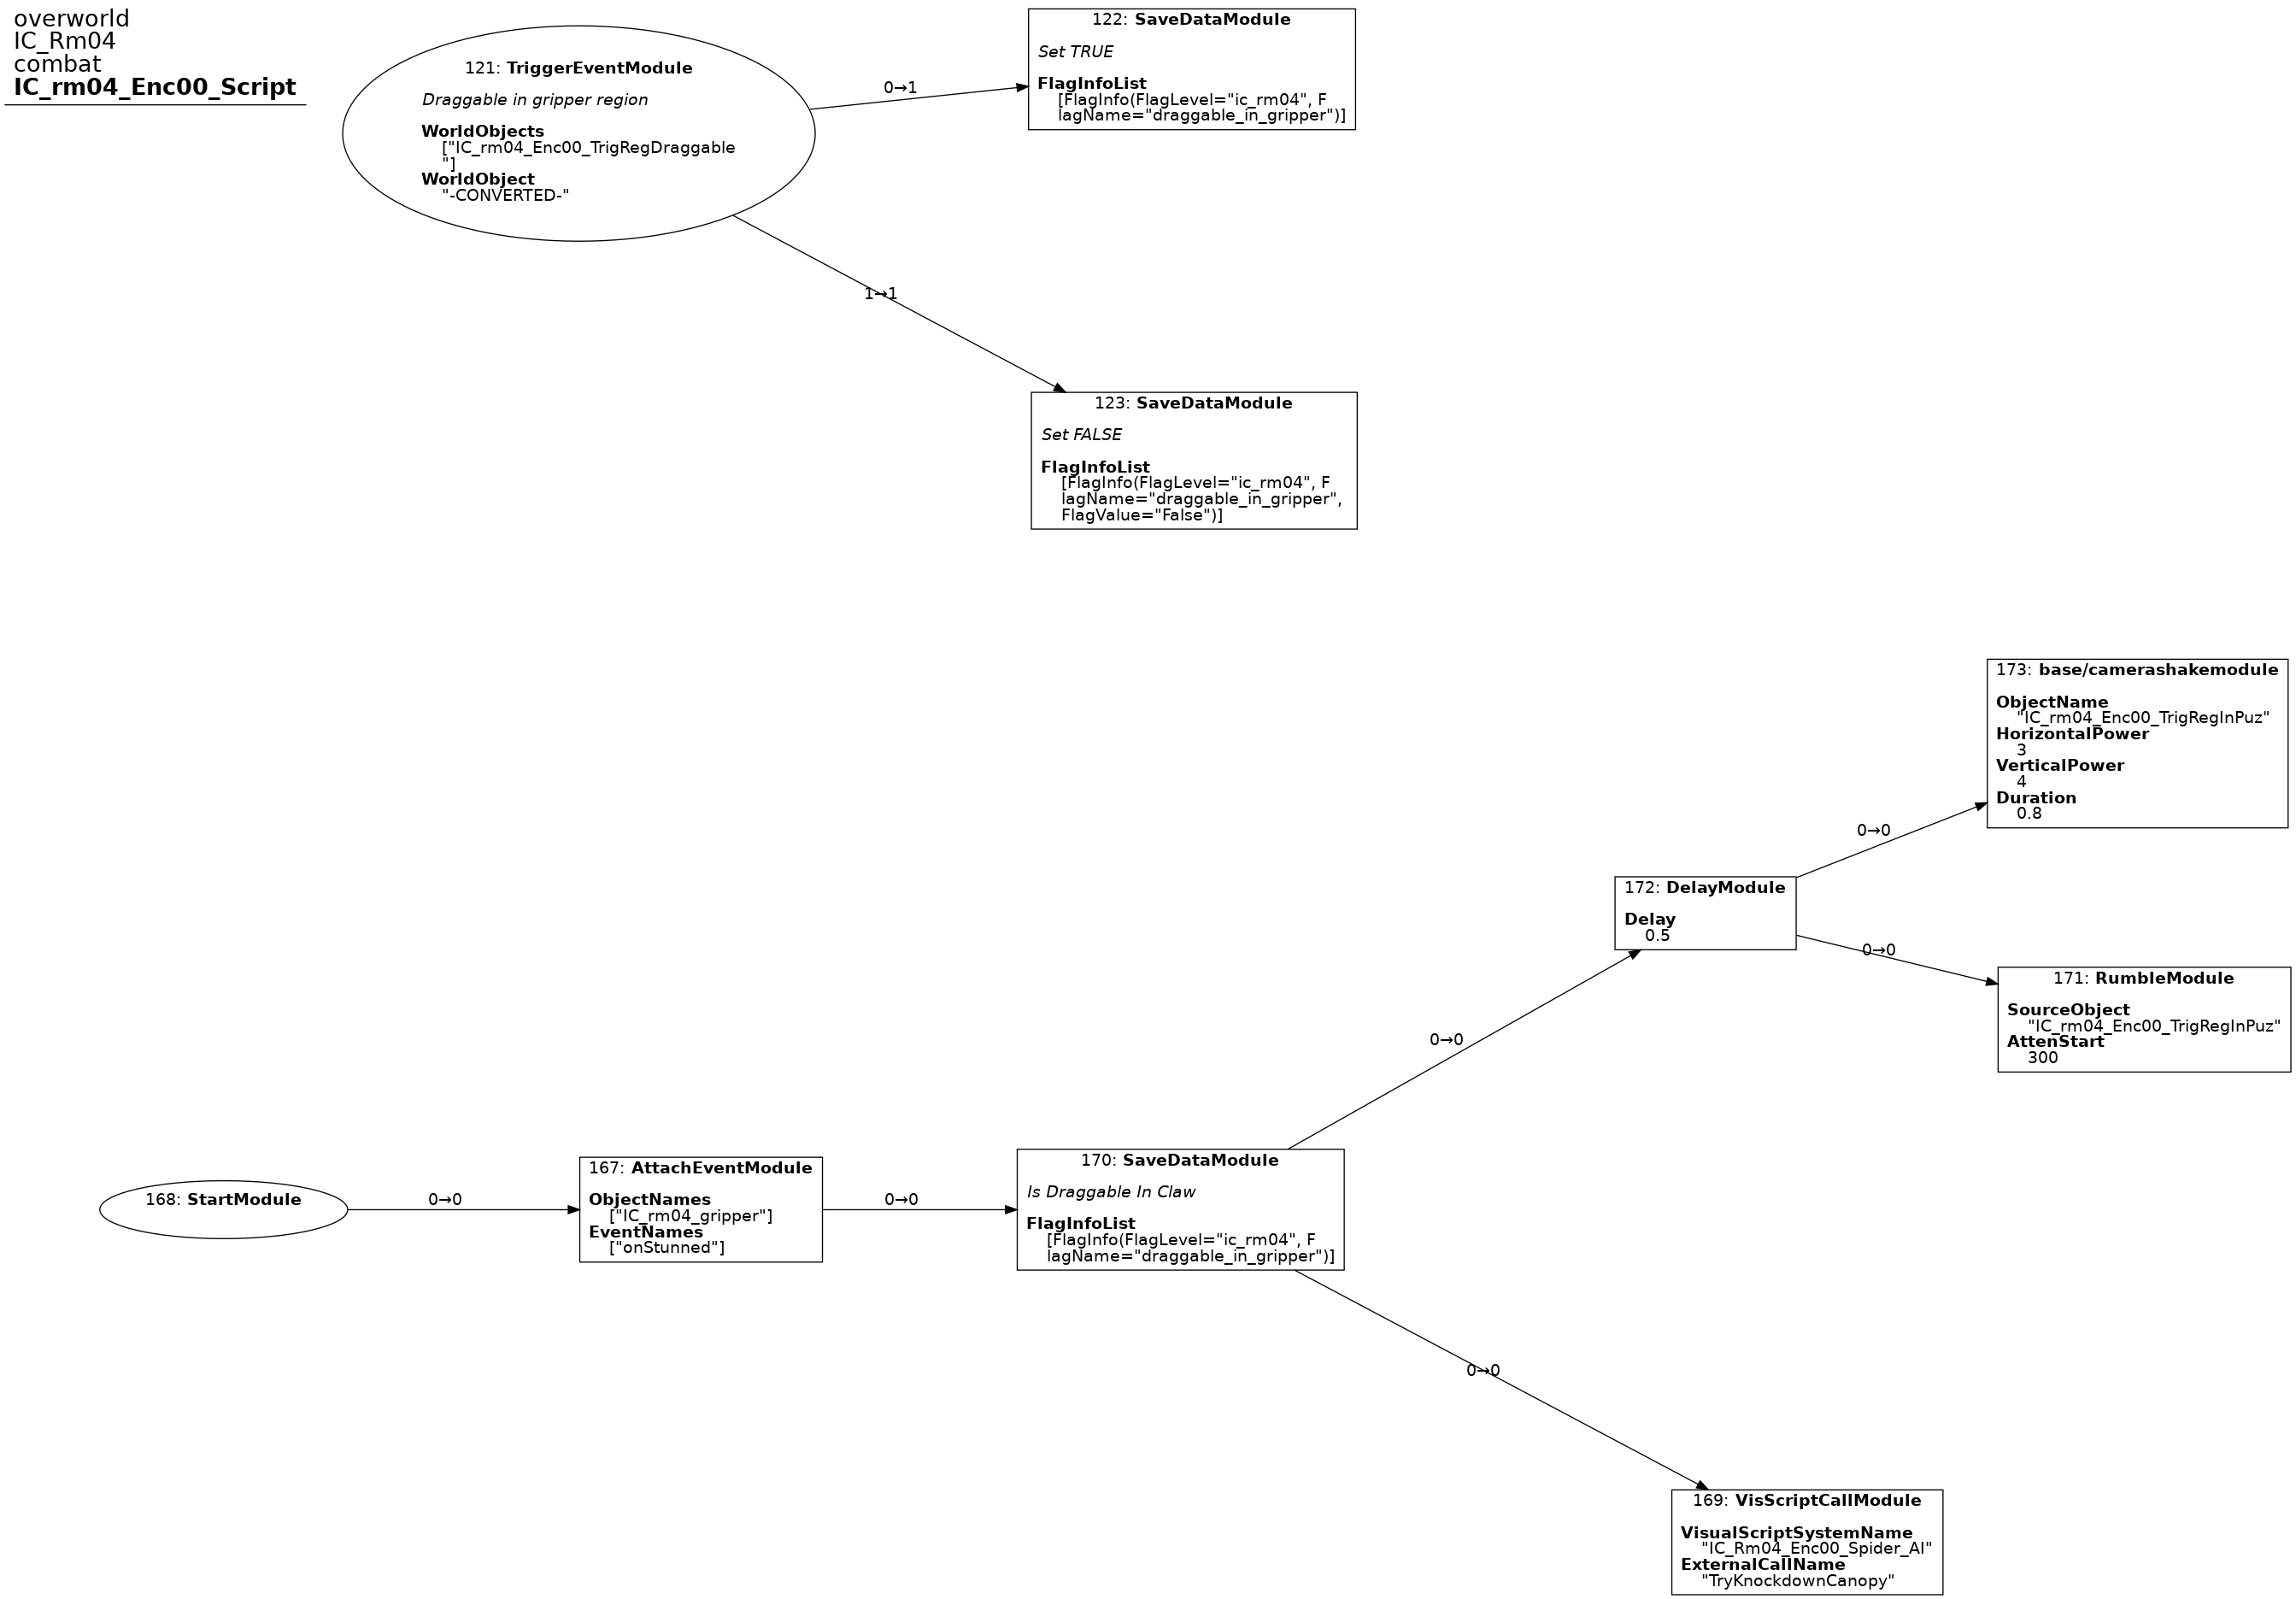 overworld
IC_Rm04
combat
IC_rm04_Enc00_Script
121: TriggerEventModule
Draggable in gripper region
WorldObjects
["IC_rm04_Enc00_TrigRegDraggable
"]
WorldObject
"-CONVERTED-"
0→1
122: SaveDataModule
Set TRUE
FlagInfoList
[FlagInfo(FlagLevel="ic_rm04", F
lagName="draggable_in_gripper")]
1→1
123: SaveDataModule
Set FALSE
FlagInfoList
[FlagInfo(FlagLevel="ic_rm04", F
lagName="draggable_in_gripper",
FlagValue="False")]
173: base/camerashakemodule
ObjectName
"IC_rm04_Enc00_TrigRegInPuz"
HorizontalPower
3
VerticalPower
4
Duration
0.8
0→0
172: DelayModule
Delay
0.5
0→0
171: RumbleModule
SourceObject
"IC_rm04_Enc00_TrigRegInPuz"
AttenStart
300
0→0
168: StartModule
0→0
167: AttachEventModule
ObjectNames
["IC_rm04_gripper"]
EventNames
["onStunned"]
0→0
170: SaveDataModule
Is Draggable In Claw
FlagInfoList
[FlagInfo(FlagLevel="ic_rm04", F
lagName="draggable_in_gripper")]
0→0
169: VisScriptCallModule
VisualScriptSystemName
"IC_Rm04_Enc00_Spider_AI"
ExternalCallName
"TryKnockdownCanopy"